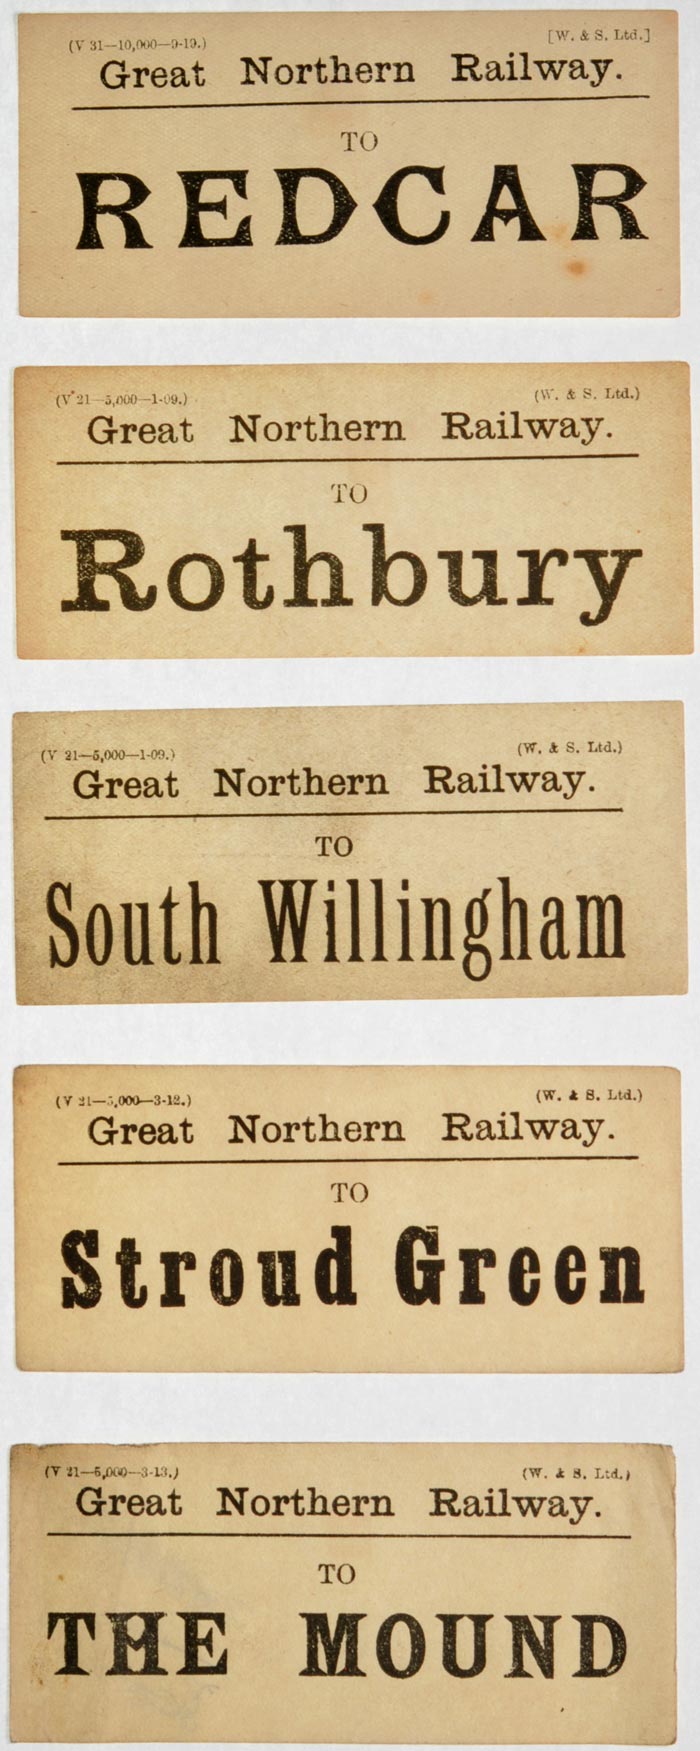 (V 31—10,000—9-19.) [W. & S. Ltd.]
Great Northern Railway.
TO
REDCAR
(V 21—5,000—1-09.) (W. & S. Ltd.)
Great Northern Railway.
TO
Rothbury
(V 21—5,000—1-09.) (W. & S. Ltd.)
Great Northern Railway.
TO
South Willingham
(V 21—5,000—3-12.) (W. & S. Ltd.)
Great Northern Railway.
TO
Stroud Green
(V 21—5,000—3-13.) (W. & S. Ltd.)
Great Northern Railway.
TO
THE MOUND